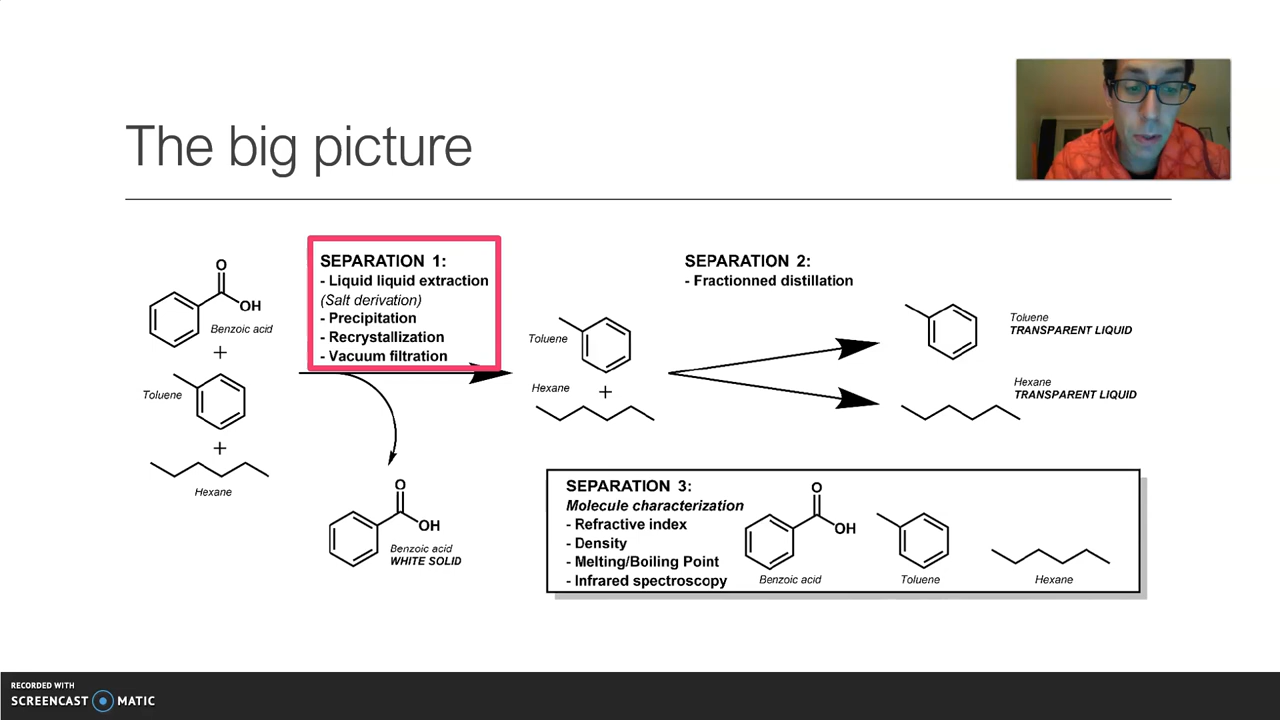 The big picture
O
OH
Benzoic acid
+
Toluene
+
Hexane
SEPARATION 1:
- Liquid liquid extraction
(Salt derivation)
- Precipitation
- Recrystallization
- Vacuum filtration
O
OH
Benzoic acid
WHITE SOLID
Toluene
Hexane
+
SEPARATION 2:
- Fractionned distillation
Toluene
TRANSPARENT LIQUID
Hexane
TRANSPARENT LIQUID
SEPARATION 3:
Molecule characterization
- Refractive index
- Density
- Melting/Boiling Point
- Infrared spectroscopy
O
OH
Benzoic acid
Toluene
Hexane
RECORDED WITH
SCREENCAST MATIC